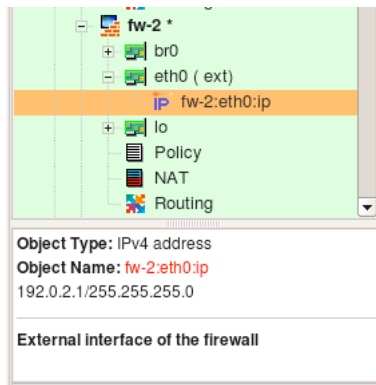 fw-2 *
br0
eth0 ( ext)
IP fw-2:eth0:ip
lo
Policy
NAT
Routing
Object Type: IPv4 address
Object Name: fw-2:eth0:ip
192.0.2.1/255.255.255.0
External interface of the firewall